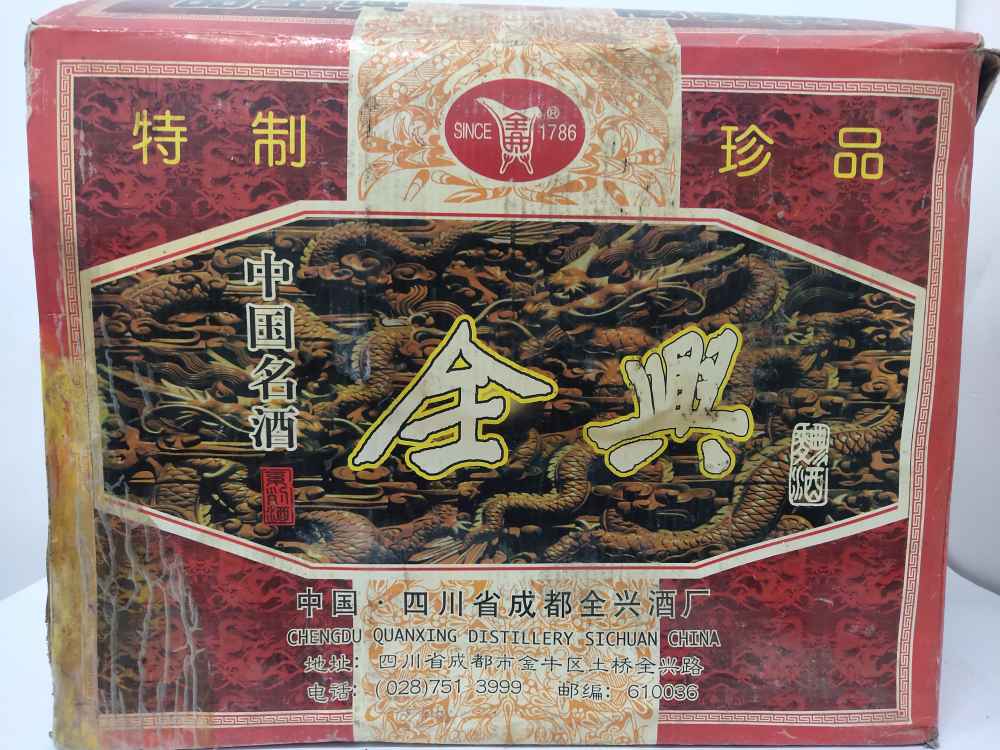 特制
SINCE 全興 ® 1786
珍品
中国名酒
全興
中国·四川省成都全兴酒厂
CHENGDU QUANXING DISTILLERY SICHUAN CHINA
地址: 四川省成都市金牛区土桥全兴路
电话: (028)751 3999 邮编: 610036